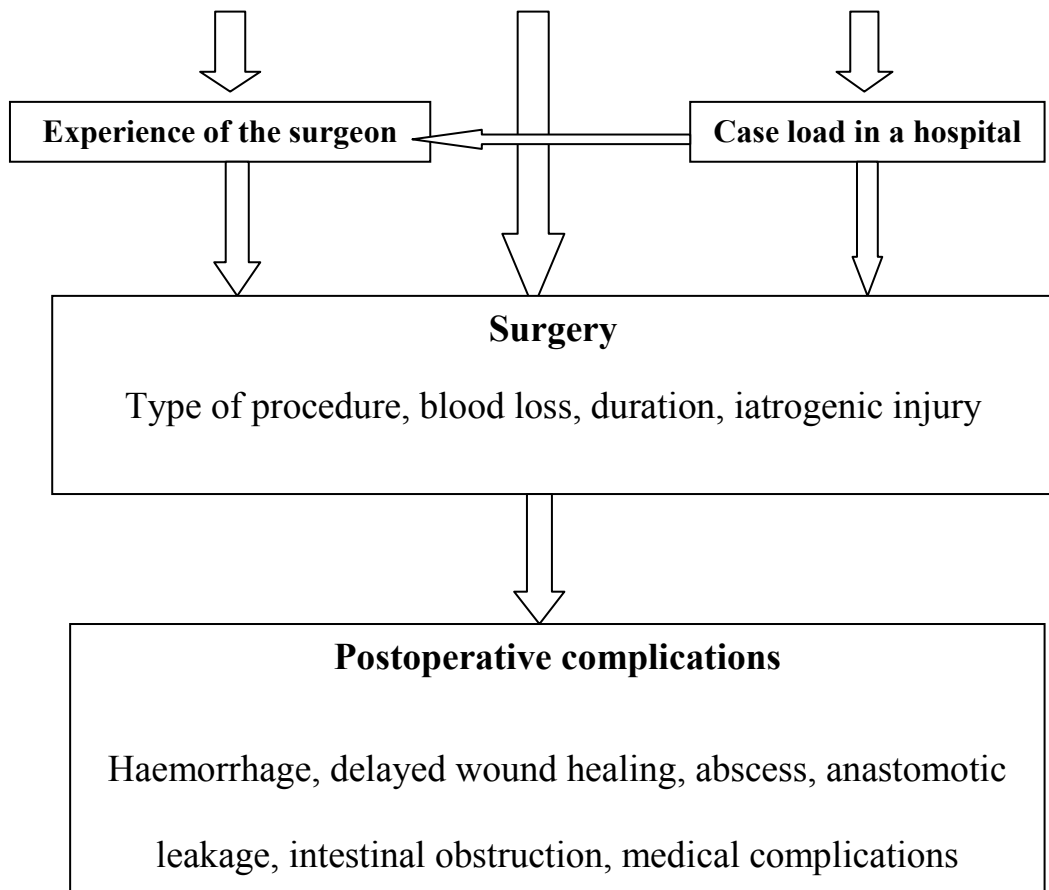 Experience of the surgeon
Case load in a hospital
Surgery
Type of procedure, blood loss, duration, iatrogenic injury
Postoperative complications
Haemorrhage, delayed wound healing, abscess, anastomotic
leakage, intestinal obstruction, medical complications